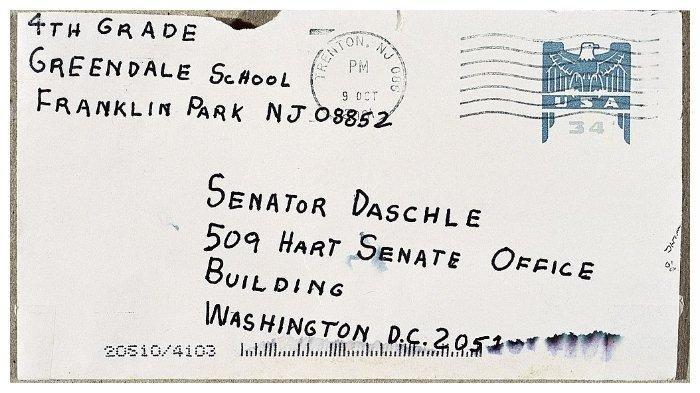 4TH GRADE
GREENDALE SCHOOL
FRANKLIN PARK NJ 08852
TRENTON, NJ
PM
9 OCT
USA
34
SENATOR DASCHLE
509 HART SENATE OFFICE
BUILDING
WASHINGTON D.C. 2051
20510/4103